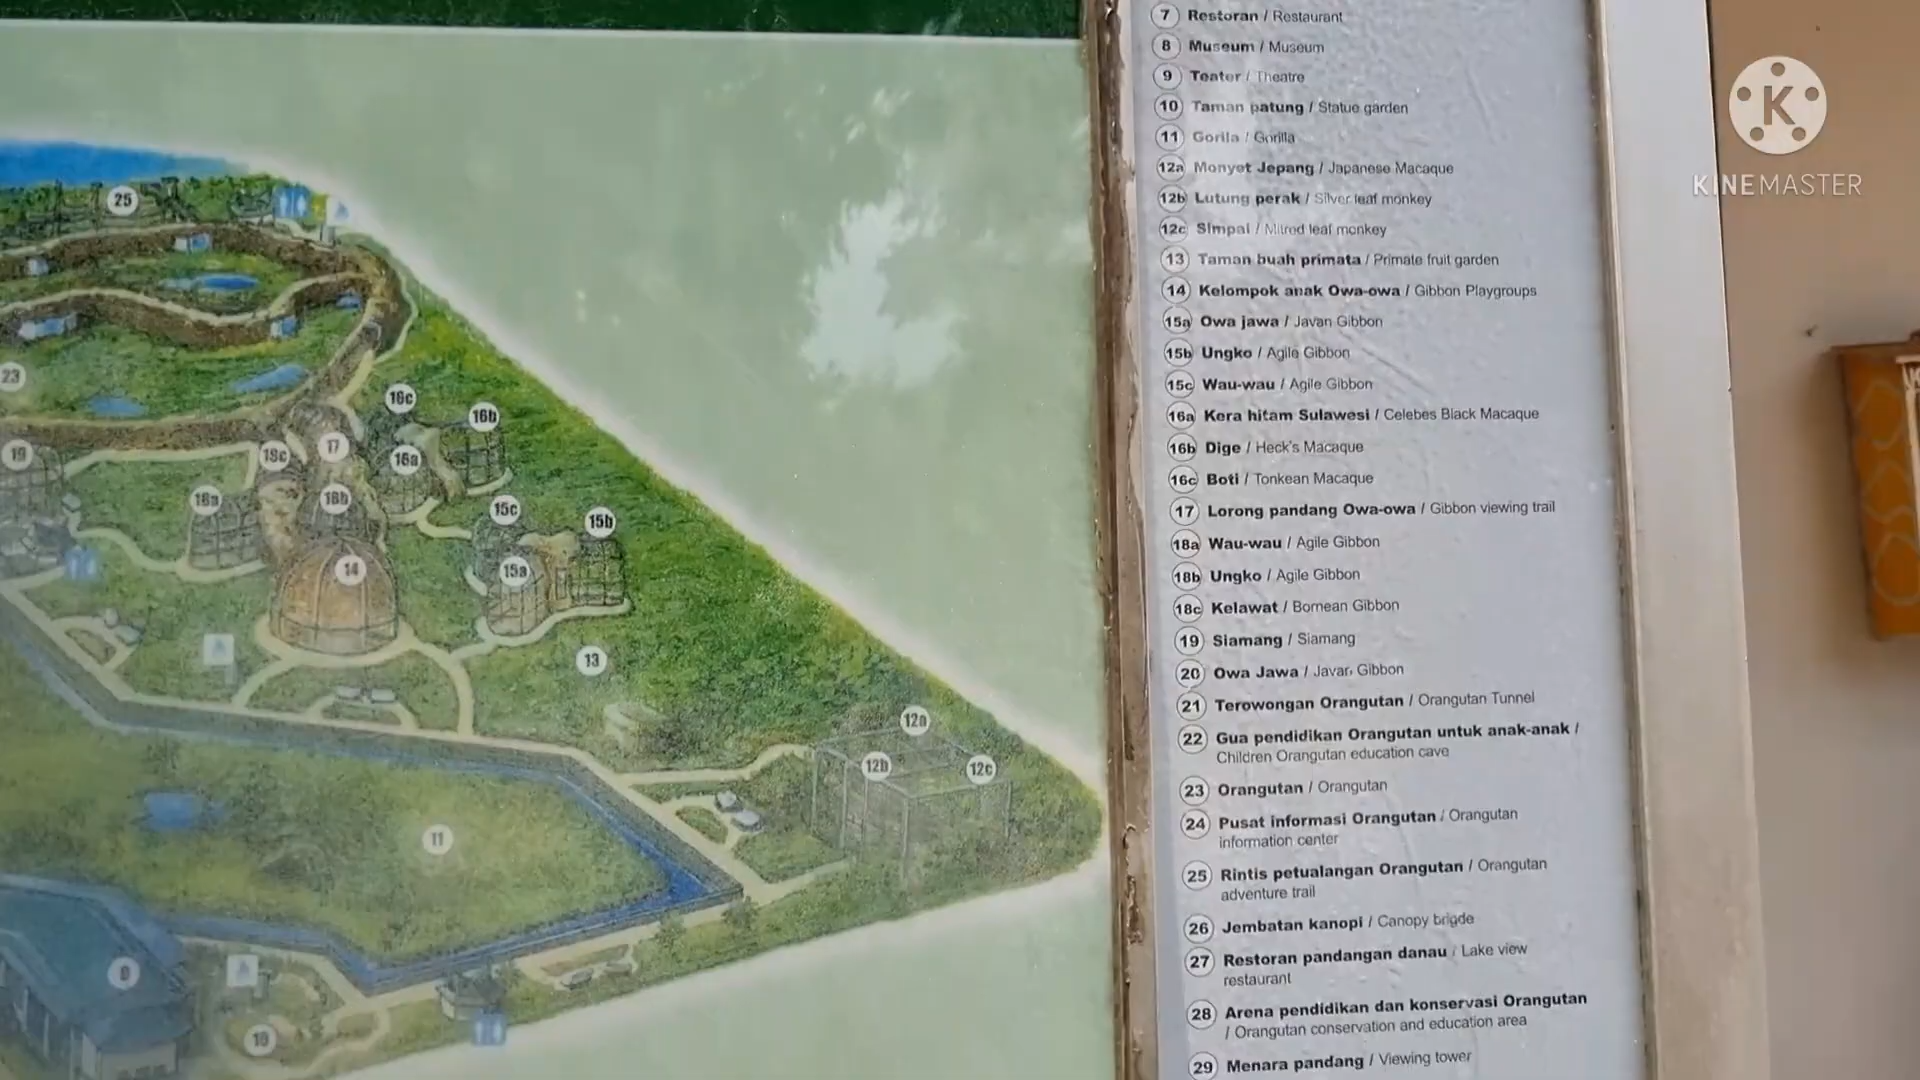 7 Restoran / Restaurant
8 Museum / Museum
9 Teater / Theatre
10 Taman patung / Statue garden
11 Gorila / Gorilla
12a Monyet Jepang / Japanese Macaque
12b Lutung perak / Silver leaf monkey
12c Simpai / Mitred leaf monkey
13 Taman buah primata / Primate fruit garden
14 Kelompok anak Owa-owa / Gibbon Playgroups
15a Owa jawa / Javan Gibbon
15b Ungko / Agile Gibbon
15c Wau-wau / Agile Gibbon
16a Kera hitam Sulawesi / Celebes Black Macaque
16b Dige / Heck's Macaque
16c Boti / Tonkean Macaque
17 Lorong pandang Owa-owa / Gibbon viewing trail
18a Wau-wau / Agile Gibbon
18b Ungko / Agile Gibbon
18c Kelawat / Bornean Gibbon
19 Siamang / Siamang
20 Owa Jawa / Javan Gibbon
21 Terowongan Orangutan / Orangutan Tunnel
22 Gua pendidikan Orangutan untuk anak-anak /
Children Orangutan education cave
23 Orangutan / Orangutan
24 Pusat informasi Orangutan / Orangutan
information center
25 Rintis petualangan Orangutan / Orangutan
adventure trail
26 Jembatan kanopi / Canopy brigde
27 Restoran pandangan danau / Lake view
restaurant
28 Arena pendidikan dan konservasi Orangutan
/ Orangutan conservation and education area
29 Menara pandang / Viewing tower
K
KINEMASTER
25
23
16c
16b
19
18c
17
16a
18a
18b
15c
15b
14
15a
13
12a
12b
12c
11
9
10